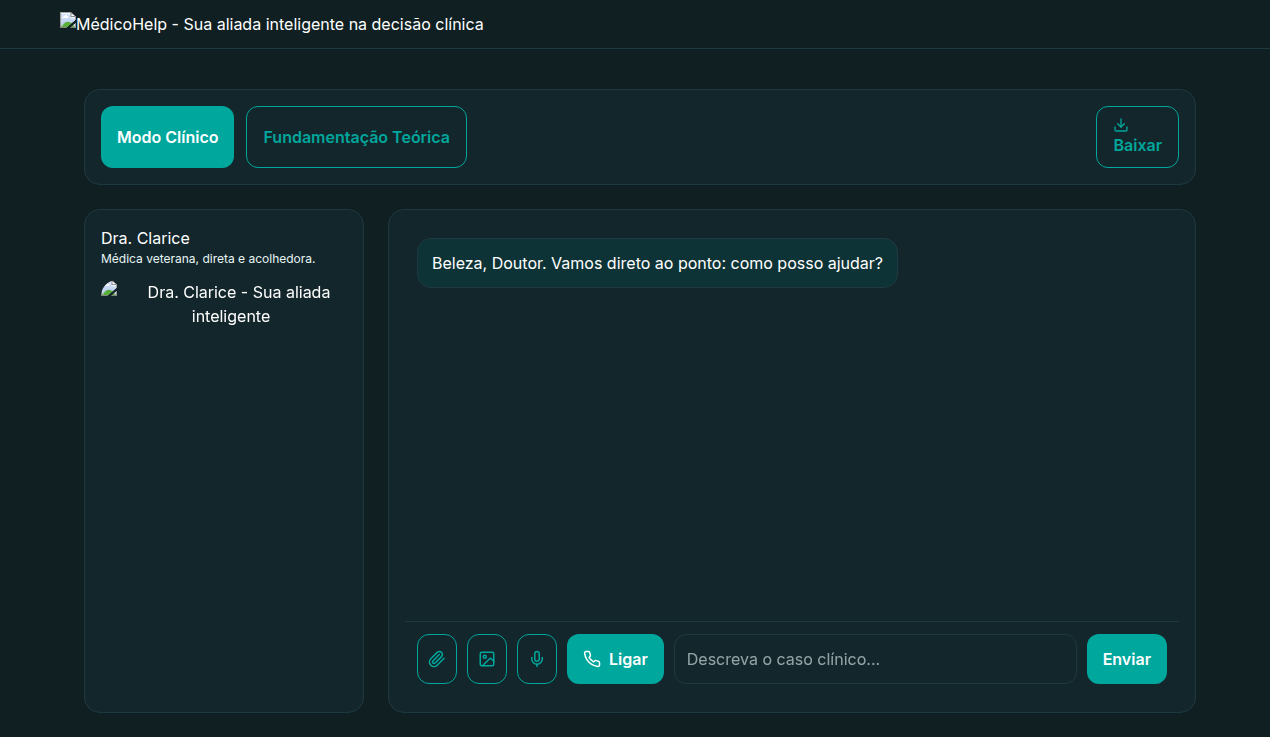 MédicoHelp - Sua aliada inteligente na decisão clínica
Modo Clínico
Fundamentação Teórica
Baixar
Dra. Clarice
Médica veterana, direta e acolhedora.
Dra. Clarice - Sua aliada
inteligente
Beleza, Doutor. Vamos direto ao ponto: como posso ajudar?
Ligar
Descreva o caso clínico...
Enviar